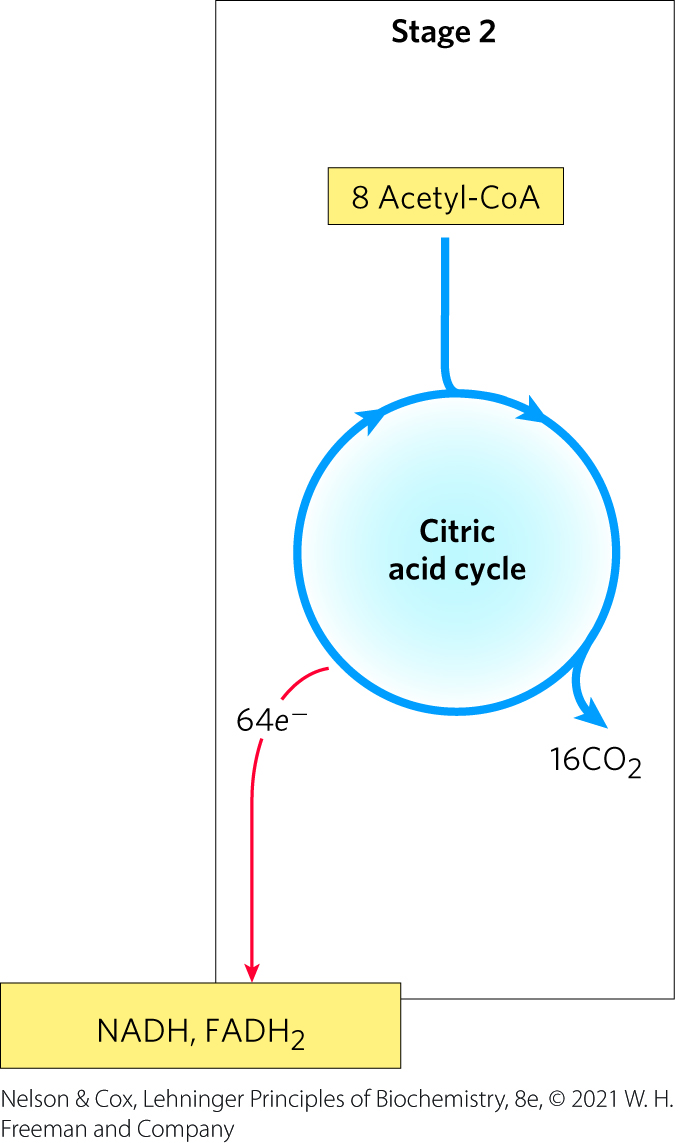 Stage 2
8 Acetyl-CoA
Citric
acid cycle
64e⁻
16CO₂
NADH, FADH₂
Nelson & Cox, Lehninger Principles of Biochemistry, 8e, © 2021 W. H.
Freeman and Company